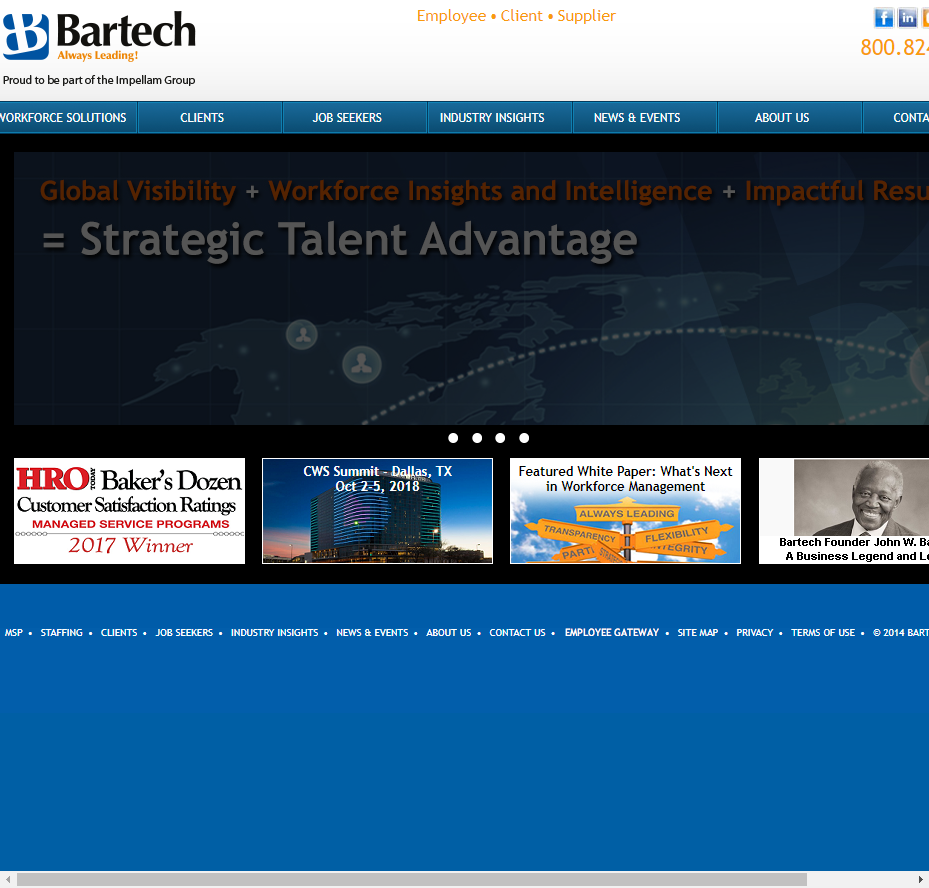 Bartech
Always Leading!
Proud to be part of the Impellam Group
Employee • Client • Supplier
800.824
WORKFORCE SOLUTIONS
CLIENTS
JOB SEEKERS
INDUSTRY INSIGHTS
NEWS & EVENTS
ABOUT US
CONTA
Global Visibility + Workforce Insights and Intelligence + Impactful Resu
= Strategic Talent Advantage
HRO TODAY Baker's Dozen
Customer Satisfaction Ratings
MANAGED SERVICE PROGRAMS
2017 Winner
CWS Summit - Dallas, TX
Oct 2-5, 2018
Featured White Paper: What's Next
in Workforce Management
ALWAYS LEADING
TRANSPARENCY
FLEXIBILITY
PART
INTEGRITY
Bartech Founder John W. Ba
A Business Legend and Le
MSP • STAFFING • CLIENTS • JOB SEEKERS • INDUSTRY INSIGHTS • NEWS & EVENTS • ABOUT US • CONTACT US • EMPLOYEE GATEWAY • SITE MAP • PRIVACY • TERMS OF USE • © 2014 BART